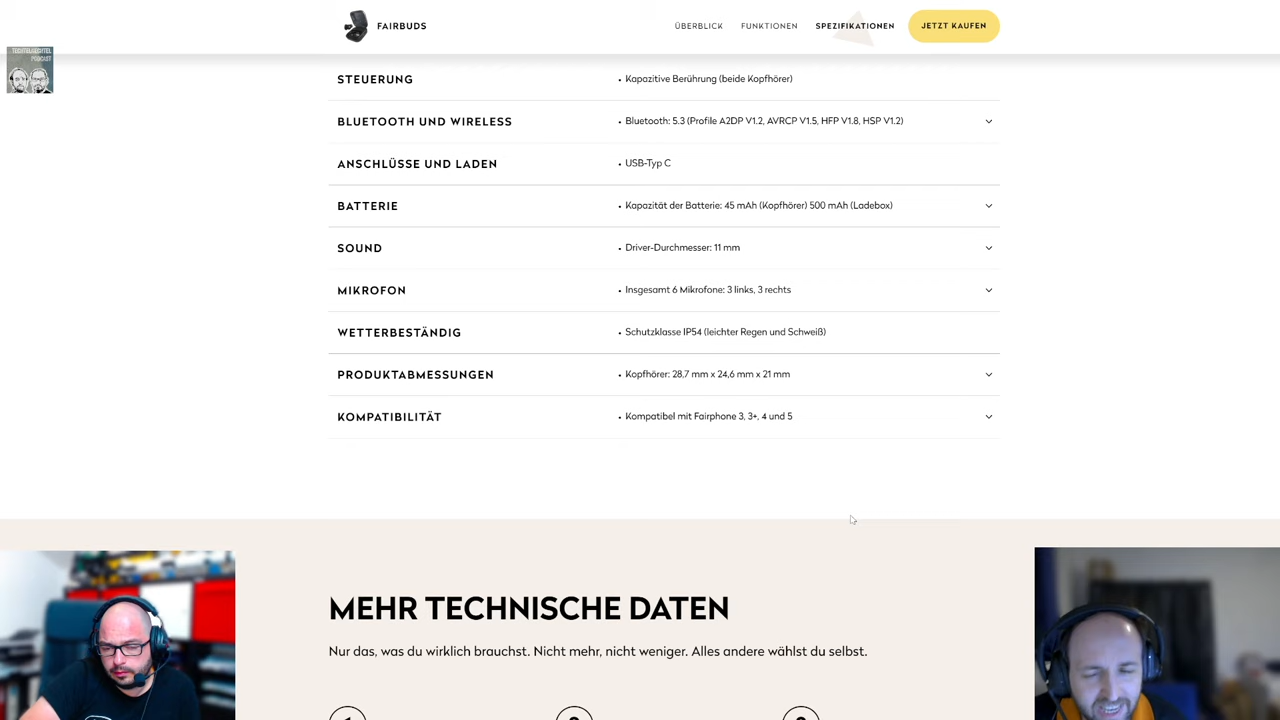 FAIRBUDS
ÜBERBLICK FUNKTIONEN SPEZIFIKATIONEN JETZT KAUFEN
TECHTELMECHTEL
PODCAST
STEUERUNG • Kapazitive Berührung (beide Kopfhörer)
BLUETOOTH UND WIRELESS • Bluetooth: 5.3 (Profile A2DP V1.2, AVRCP V1.5, HFP V1.8, HSP V1.2)
ANSCHLÜSSE UND LADEN • USB-Typ C
BATTERIE • Kapazität der Batterie: 45 mAh (Kopfhörer) 500 mAh (Ladebox)
SOUND • Driver-Durchmesser: 11 mm
MIKROFON • Insgesamt 6 Mikrofone: 3 links, 3 rechts
WETTERBESTÄNDIG • Schutzklasse IP54 (leichter Regen und Schweiß)
PRODUKTABMESSUNGEN • Kopfhörer: 28,7 mm x 24,6 mm x 21 mm
KOMPATIBILITÄT • Kompatibel mit Fairphone 3, 3+, 4 und 5
MEHR TECHNISCHE DATEN
Nur das, was du wirklich brauchst. Nicht mehr, nicht weniger. Alles andere wählst du selbst.